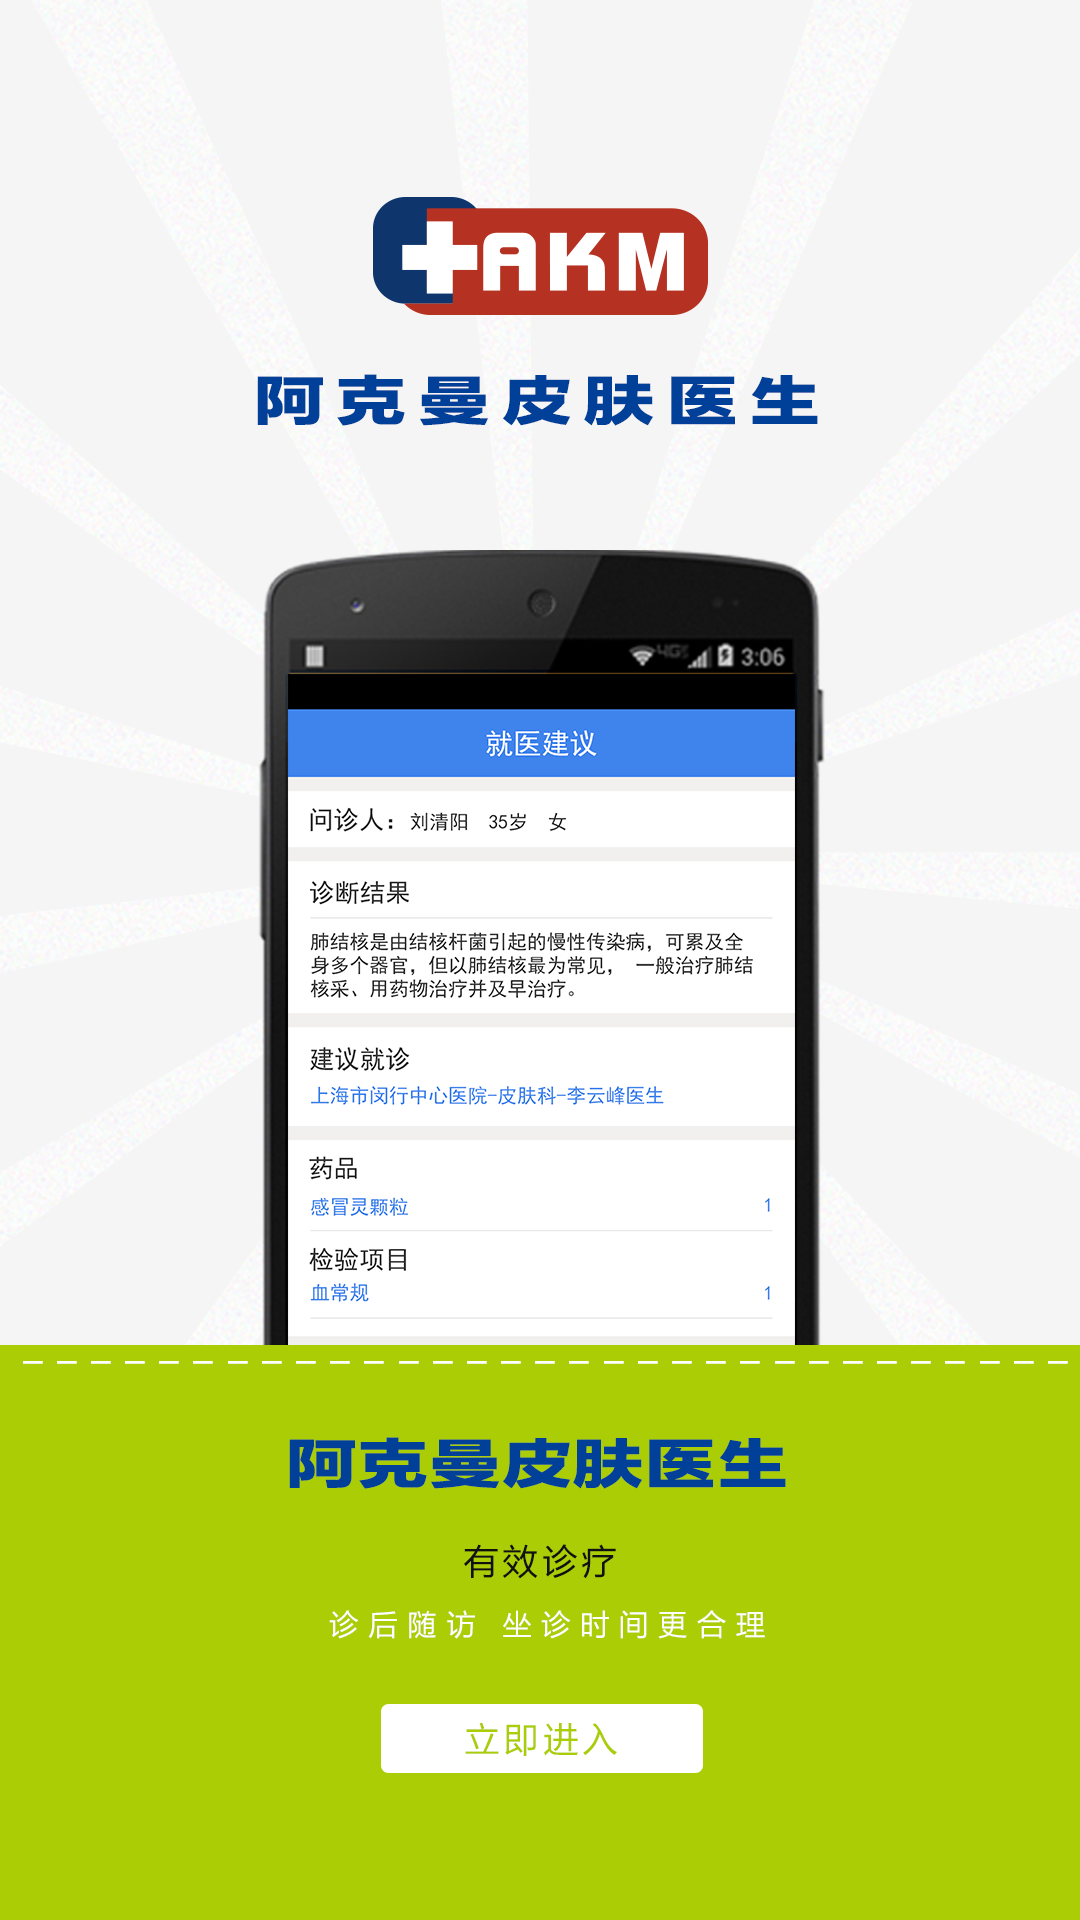 AKM
阿克曼皮肤医生
3:06
就医建议
问诊人：刘清阳 35岁 女
诊断结果
肺结核是由结核杆菌引起的慢性传染病，可累及全
身多个器官，但以肺结核最为常见， 一般治疗肺结
核采、用药物治疗并及早治疗。
建议就诊
上海市闵行中心医院-皮肤科-李云峰医生
药品
感冒灵颗粒 1
检验项目
血常规 1
阿克曼皮肤医生
有效诊疗
诊后随访 坐诊时间更合理
立即进入